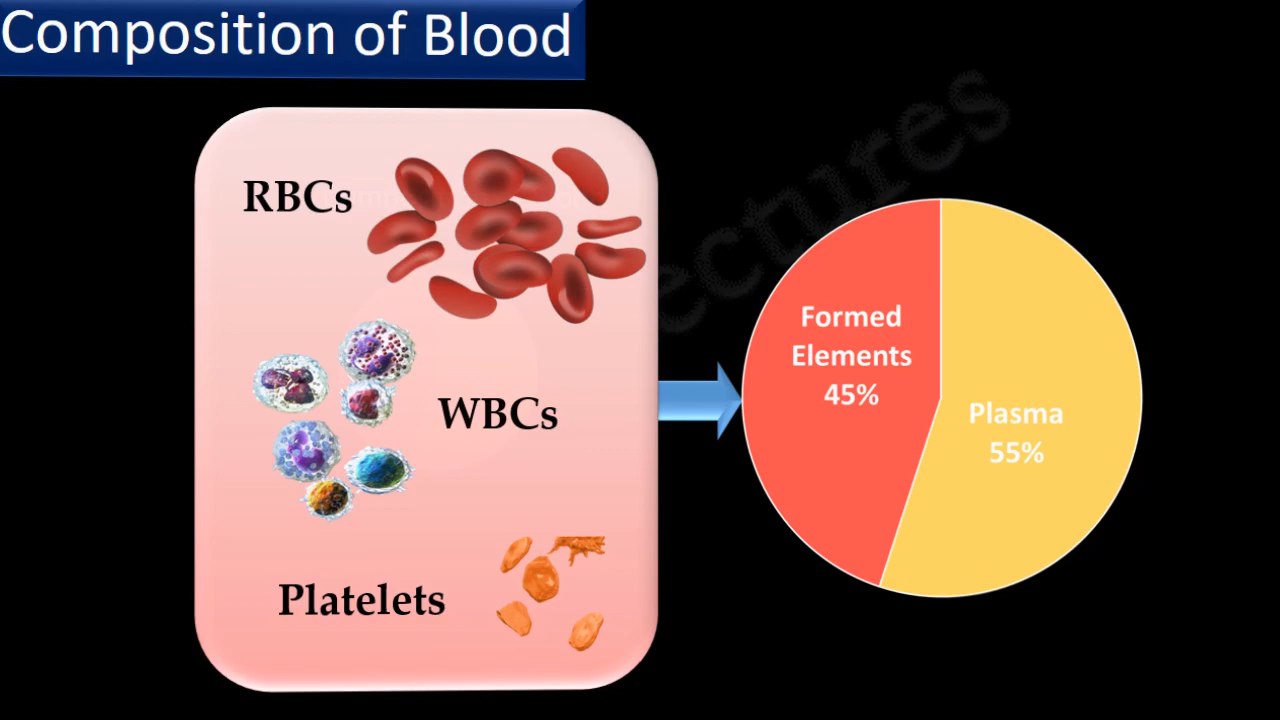 Composition of Blood
RBCs
WBCs
Platelets
Formed
Elements
45%
Plasma
55%